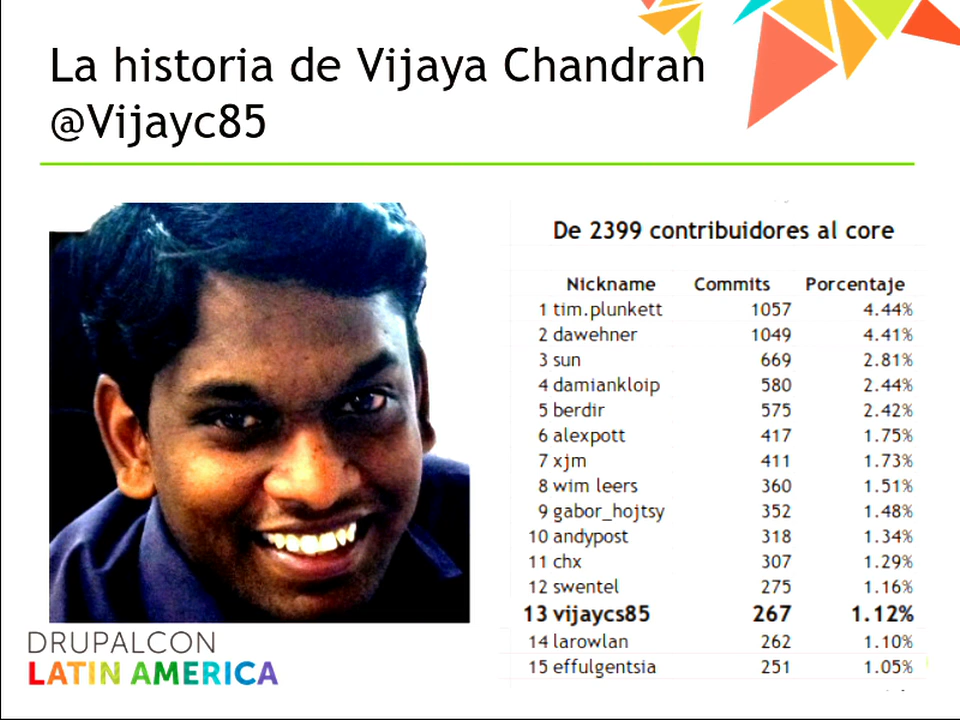 La historia de Vijaya Chandran
@Vijayc85
De 2399 contribuidores al core
Nickname Commits Porcentaje
1 tim.plunkett 1057 4.44%
2 dawehner 1049 4.41%
3 sun 669 2.81%
4 damiankloip 580 2.44%
5 berdir 575 2.42%
6 alexpott 417 1.75%
7 xjm 411 1.73%
8 wim leers 360 1.51%
9 gabor_hojtsy 352 1.48%
10 andypost 318 1.34%
11 chx 307 1.29%
12 swentel 275 1.16%
13 vijaycs85 267 1.12%
14 larowlan 262 1.10%
15 effulgentsia 251 1.05%
DRUPALCON
LATIN AMERICA